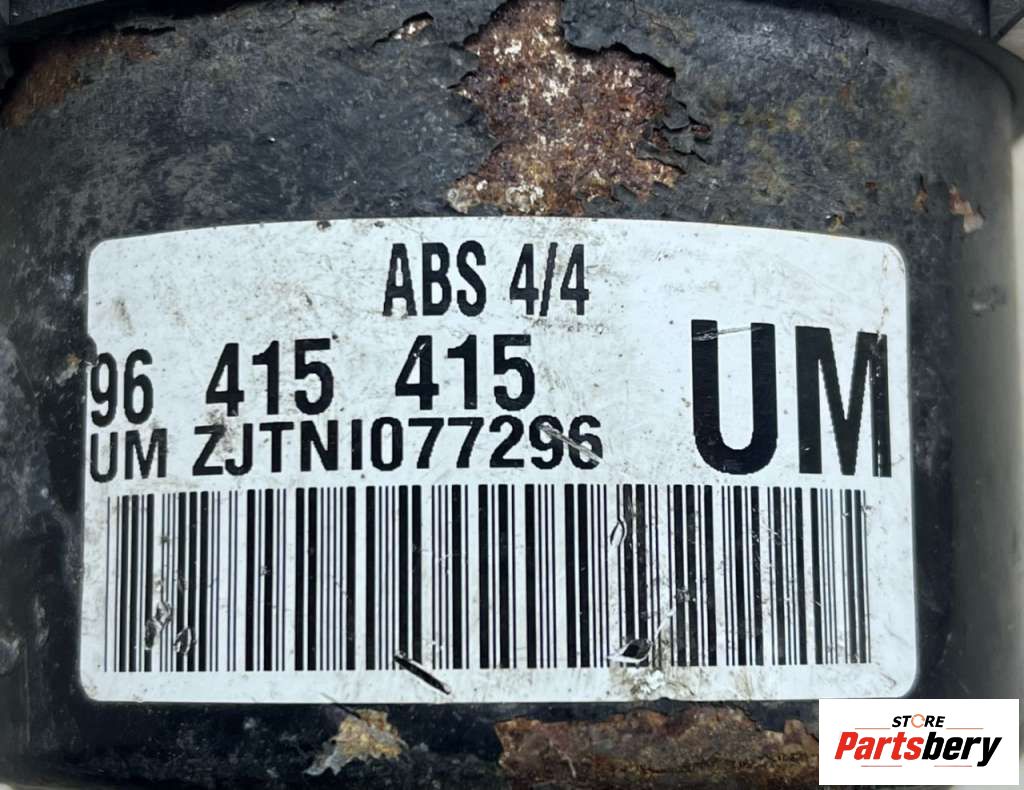 ABS 4/4
96 415 415
UM
UM ZJTNI077296
STORE
Partsbery